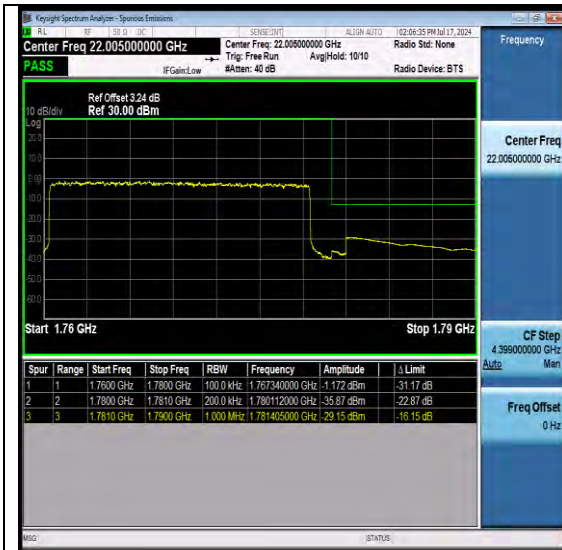 Keysight Spectrum Analyzer - Spurious Emissions
RL RF 50 Ω DC SENSE:INT ALIGN AUTO 02:06:35 PM Jul 17, 2024
Center Freq 22.005000000 GHz
Center Freq: 22.005000000 GHz
Radio Std: None
Trig: Free Run Avg|Hold: 10/10
PASS
IFGain:Low
#Atten: 40 dB
Radio Device: BTS
Ref Offset 3.24 dB
10 dB/div Ref 30.00 dBm
Log
20.0
10.0
0.00
-10.0
-20.0
-30.0
-40.0
-50.0
-60.0
Start 1.76 GHz
Stop 1.79 GHz
Spur Range Start Freq Stop Freq RBW Frequency Amplitude Δ Limit
1 1 1.7600 GHz 1.7800 GHz 100.0 kHz 1.767340000 GHz -1.172 dBm -31.17 dB
2 2 1.7800 GHz 1.7810 GHz 200.0 kHz 1.780112000 GHz -35.87 dBm -22.87 dB
3 3 1.7810 GHz 1.7900 GHz 1.000 MHz 1.781405000 GHz -29.15 dBm -16.15 dB
Frequency
Center Freq
22.005000000 GHz
CF Step
4.399000000 GHz
Auto Man
Freq Offset
0 Hz
MSG
STATUS